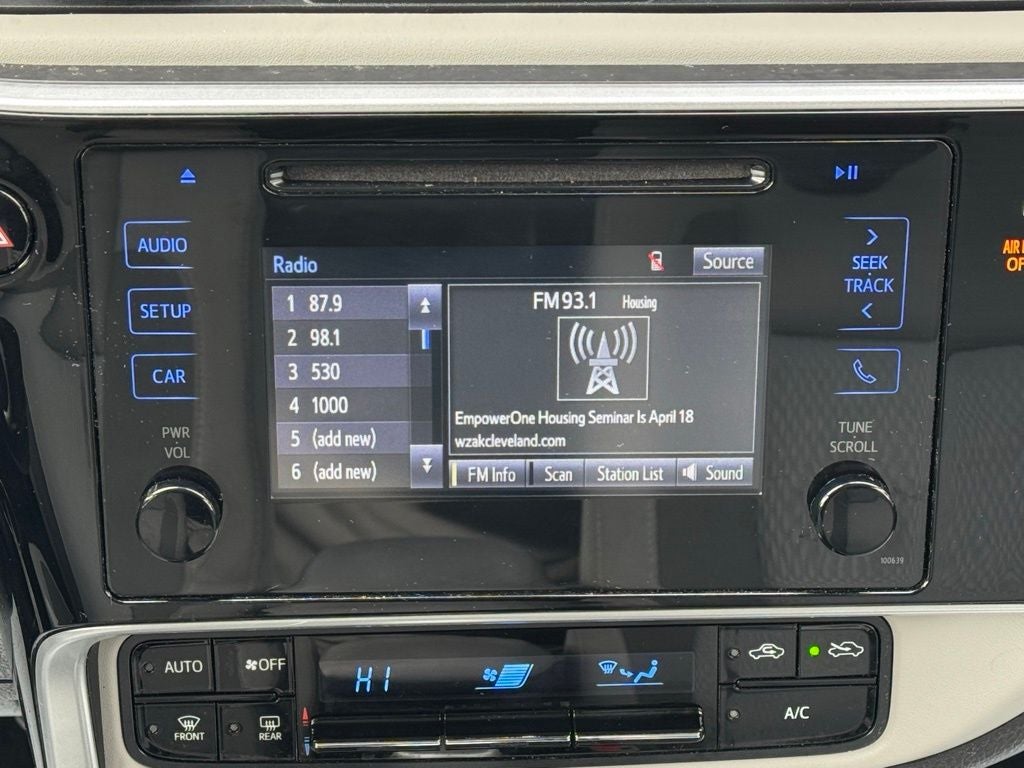 AUDIO
SETUP
CAR
PWR
VOL
Radio
Source
1 87.9
2 98.1
3 530
4 1000
5 (add new)
6 (add new)
FM 93.1 Housing
EmpowerOne Housing Seminar Is April 18
wzakcleveland.com
FM Info
Scan
Station List
Sound
>
SEEK
TRACK
<
TUNE
SCROLL
100639
AIR
OF
AUTO
OFF
FRONT
REAR
HI
A/C